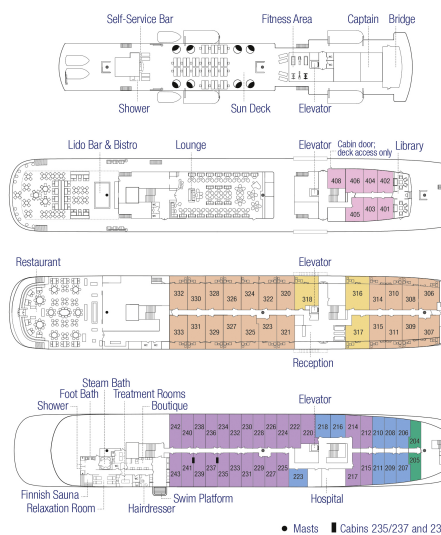 Self-Service Bar Fitness Area Captain Bridge
Shower Sun Deck Elevator
Lido Bar & Bistro Lounge Elevator Cabin door; Library
deck access only
408 406 404 402
405 403 401
Restaurant Elevator
332 330 328 326 324 322 320 318 316 314 310 308 306
333 331 329 327 325 323 321 317 315 311 309 307
Reception
Steam Bath
Foot Bath Treatment Rooms
Shower Boutique Elevator
242 240 238 236 234 232 230 228 226 224 222 220 218 216 214 212 210 208 206 204
243 241 239 237 235 233 231 229 227 225 223 217 215 211 209 207 205
Finnish Sauna Swim Platform
Relaxation Room Hairdresser Hospital
Masts Cabins 235/237 and 23